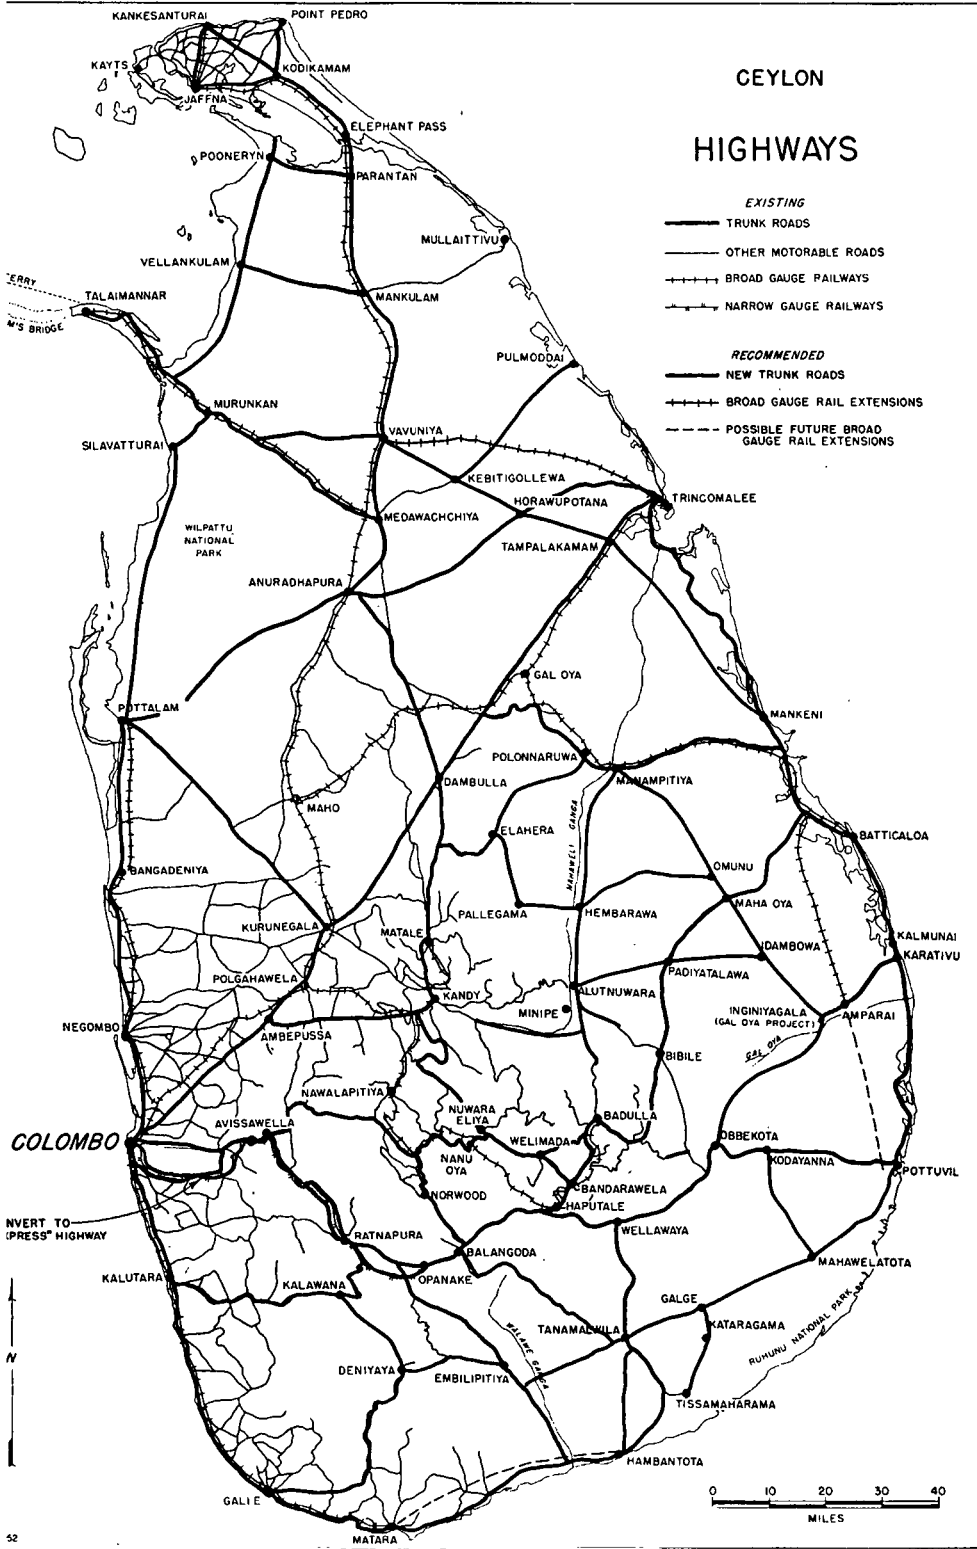 KANKESANTURAI
POINT PEDRO
KAYTS
KODIKAMAM
JAFFNA
ELEPHANT PASS
POONERYN
PARANTAN
MULLAITTIVU
VELLANKULAM
MANKULAM
TALAIMANNAR
M'S BRIDGE
PULMODDAI
MURUNKAN
SILAVATTURAI
VAVUNIYA
KEBITIGOLLEWA
HORAWUPOTANA
TRINCOMALEE
MEDAWACHCHIYA
WILPATTU
NATIONAL
PARK
TAMPALAKAMAM
ANURADHAPURA
GAL OYA
PUTTALAM
MANKENI
POLONNARUWA
MANAMPITIYA
DAMBULLA
MAHO
ELAHERA
MAHAWELI GANGA
BATTICALOA
BANGADENIYA
OMUNU
MAHA OYA
PALLEGAMA
HEMBARAWA
KURUNEGALA
MATALE
KALMUNAI
IDAMBOWA
KARATIVU
PADIYATALAWA
POLGAHAWELA
KANDY
ALUTNUWARA
MINIPE
INGINIYAGALA
(GAL OYA PROJECT)
AMPARAI
NEGOMBO
AMBEPUSSA
GAL OYA
BIBILE
NAWALAPITIYA
NUWARA
ELIYA
BADULLA
AVISSAWELLA
COLOMBO
WELIMADA
OBBEKOTA
NANU
OYA
KODAYANNA
POTTUVIL
BANDARAWELA
NORWOOD
HAPUTALE
NVERT TO
XPRESS" HIGHWAY
WELLAWAYA
RATNAPURA
BALANGODA
MAHAWELATOTA
KALUTARA
KALAWANA
OPANAKE
GALGE
WALAWE GANGA
TANAMALWILA
KATARAGAMA
RUHUNU NATIONAL PARK
N
DENIYAYA
EMBILIPITIYA
TISSAMAHARAMA
HAMBANTOTA
GALLE
MATARA
52
CEYLON
HIGHWAYS
EXISTING
TRUNK ROADS
OTHER MOTORABLE ROADS
BROAD GAUGE RAILWAYS
NARROW GAUGE RAILWAYS
RECOMMENDED
NEW TRUNK ROADS
BROAD GAUGE RAIL EXTENSIONS
POSSIBLE FUTURE BROAD
GAUGE RAIL EXTENSIONS
0 10 20 30 40
MILES